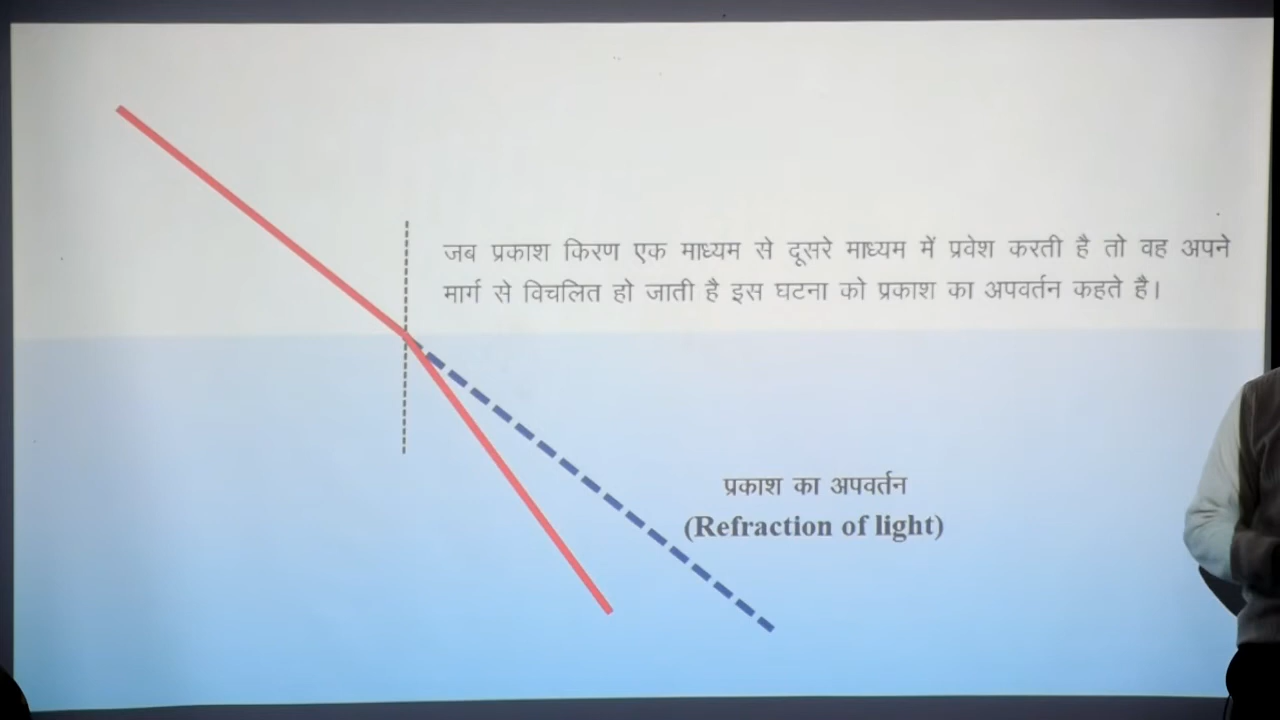 जब प्रकाश किरण एक माध्यम से दूसरे माध्यम में प्रवेश करती है तो वह अपने
मार्ग से विचलित हो जाती है इस घटना को प्रकाश का अपवर्तन कहते है।
प्रकाश का अपवर्तन
(Refraction of light)